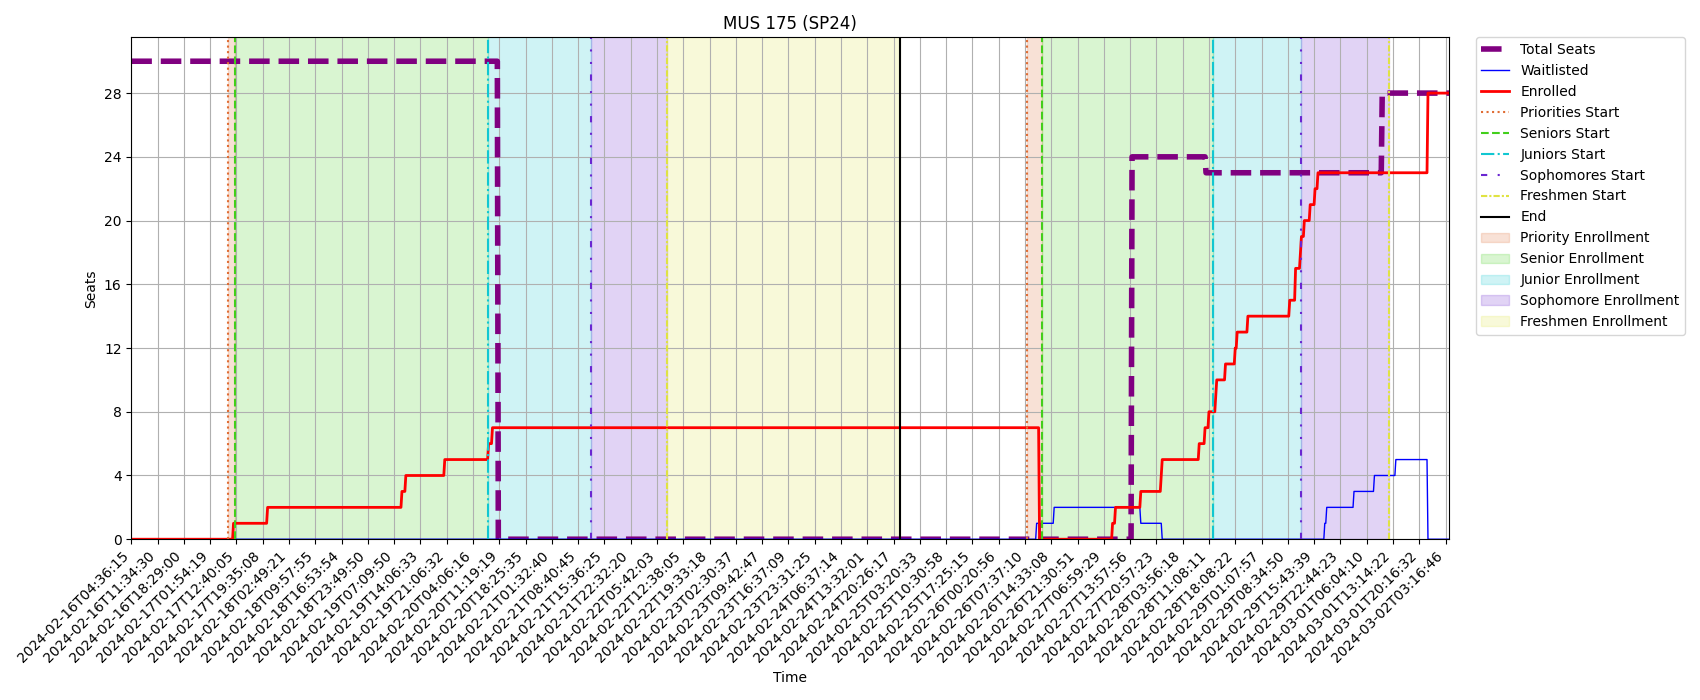 MUS 175 (SP24)
Seats
28
24
20
16
12
8
4
0
2024-02-16T04:36:15
2024-02-16T11:34:30
2024-02-16T18:29:00
2024-02-17T01:54:19
2024-02-17T12:40:05
2024-02-17T19:35:08
2024-02-18T02:49:21
2024-02-18T09:57:55
2024-02-18T16:53:54
2024-02-18T23:49:50
2024-02-19T07:09:50
2024-02-19T14:06:33
2024-02-19T21:06:32
2024-02-20T04:06:16
2024-02-20T11:19:19
2024-02-20T18:25:35
2024-02-21T01:32:40
2024-02-21T08:40:45
2024-02-21T15:36:25
2024-02-21T22:32:20
2024-02-22T05:42:03
2024-02-22T12:38:05
2024-02-22T19:33:18
2024-02-23T02:30:37
2024-02-23T09:42:47
2024-02-23T16:37:09
2024-02-23T23:31:25
2024-02-24T06:37:14
2024-02-24T13:32:01
2024-02-24T20:26:17
2024-02-25T03:20:33
2024-02-25T10:30:58
2024-02-25T17:25:15
2024-02-26T00:20:56
2024-02-26T07:37:10
2024-02-26T14:33:08
2024-02-26T21:30:51
2024-02-27T06:59:29
2024-02-27T13:57:56
2024-02-27T20:57:23
2024-02-28T03:56:18
2024-02-28T11:08:11
2024-02-28T18:08:22
2024-02-29T01:07:57
2024-02-29T08:34:50
2024-02-29T15:43:39
2024-02-29T22:44:23
2024-03-01T06:04:10
2024-03-01T13:14:22
2024-03-01T20:16:32
2024-03-02T03:16:46
Time
Total Seats
Waitlisted
Enrolled
Priorities Start
Seniors Start
Juniors Start
Sophomores Start
Freshmen Start
End
Priority Enrollment
Senior Enrollment
Junior Enrollment
Sophomore Enrollment
Freshmen Enrollment